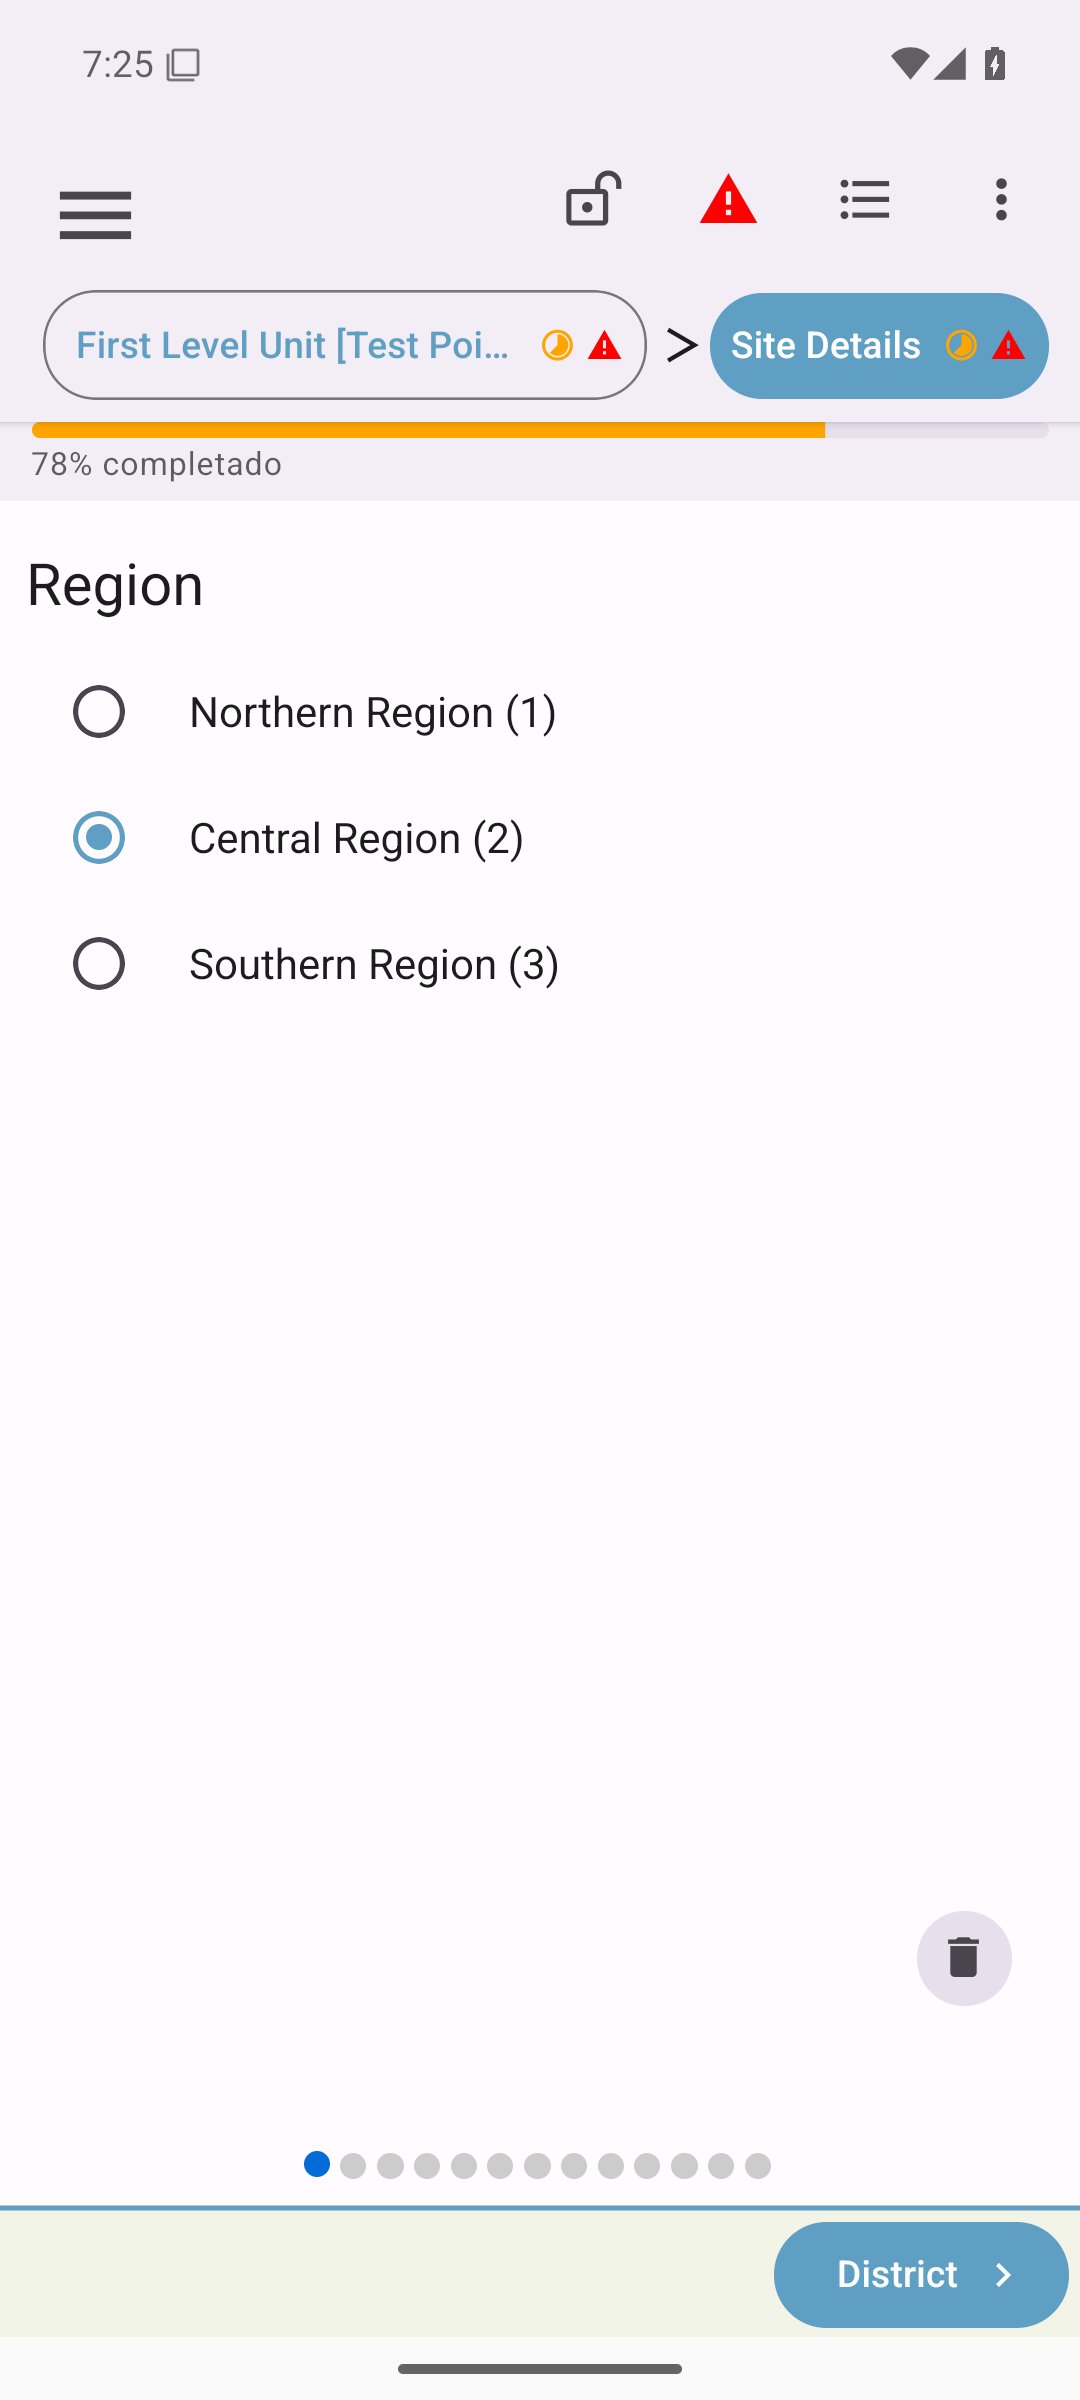 7:25
First Level Unit [Test Poi...
>
Site Details
78% completado
Region
Northern Region (1)
Central Region (2)
Southern Region (3)
District